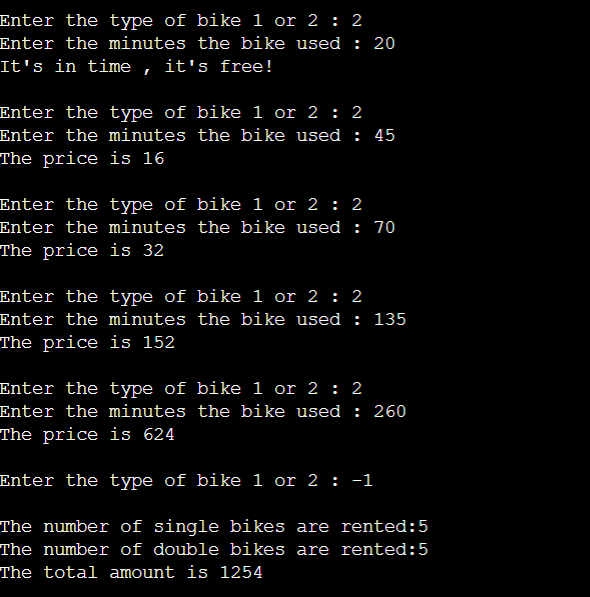 Enter the type of bike 1 or 2 : 2
Enter the minutes the bike used : 20
It's in time , it's free!
Enter the type of bike 1 or 2 : 2
Enter the minutes the bike used : 45
The price is 16
Enter the type of bike 1 or 2 : 2
Enter the minutes the bike used : 70
The price is 32
Enter the type of bike 1 or 2 : 2
Enter the minutes the bike used : 135
The price is 152
Enter the type of bike 1 or 2 : 2
Enter the minutes the bike used : 260
The price is 624
Enter the type of bike 1 or 2 : -1
The number of single bikes are rented:5
The number of double bikes are rented:5
The total amount is 1254